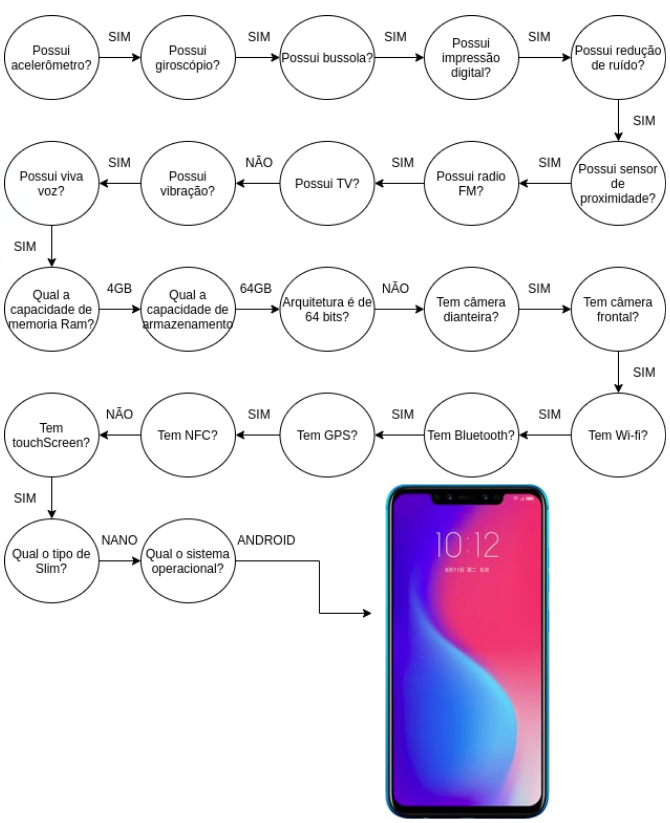 Possui
acelerômetro?
SIM
Possui
giroscópio?
SIM
Possui bussola?
SIM
Possui
impressão
digital?
SIM
Possui redução
de ruído?
SIM
Possui sensor
de
proximidade?
SIM
Possui radio
FM?
SIM
Possui TV?
NÃO
Possui
vibração?
SIM
Possui viva
voz?
SIM
Qual a
capacidade de
memoria Ram?
4GB
Qual a
capacidade de
armazenamento
64GB
Arquitetura é de
64 bits?
NÃO
Tem câmera
dianteira?
SIM
Tem câmera
frontal?
SIM
Tem Wi-fi?
SIM
Tem Bluetooth?
SIM
Tem GPS?
SIM
Tem NFC?
NÃO
Tem
touchScreen?
SIM
Qual o tipo de
Slim?
NANO
Qual o sistema
operacional?
ANDROID
10:12